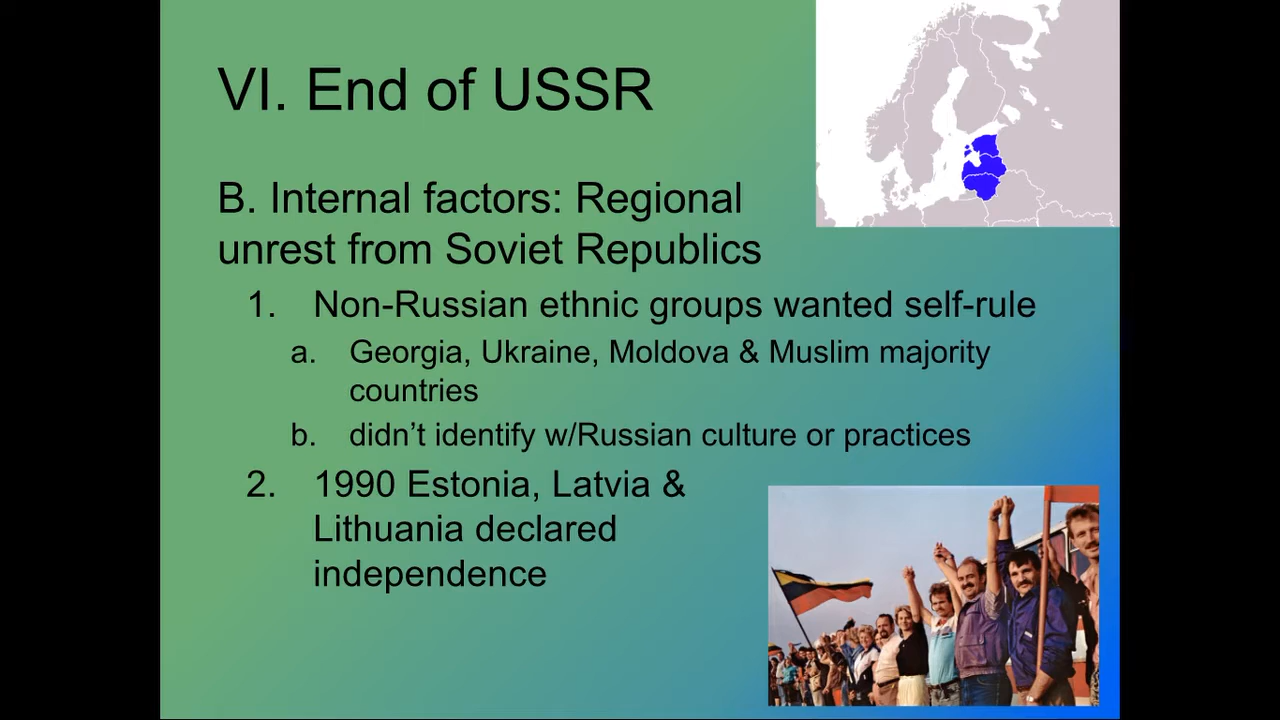 VI. End of USSR
B. Internal factors: Regional
unrest from Soviet Republics
1. Non-Russian ethnic groups wanted self-rule
a. Georgia, Ukraine, Moldova & Muslim majority
countries
b. didn’t identify w/Russian culture or practices
2. 1990 Estonia, Latvia &
Lithuania declared
independence